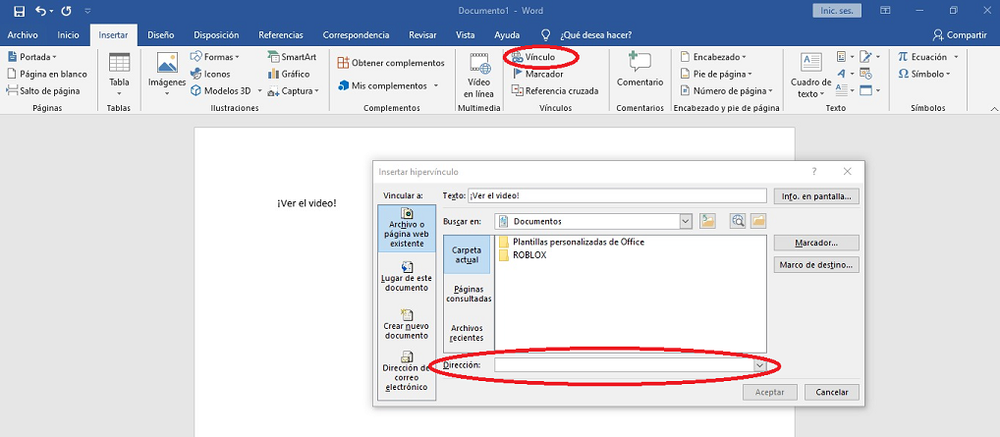 Documento1 - Word
Inic. ses.
Archivo Inicio Insertar Diseño Disposición Referencias Correspondencia Revisar Vista Ayuda ¿Qué desea hacer? Compartir
Portada
Página en blanco
Salto de página
Páginas
Tabla
Tablas
Imágenes
Formas
Iconos
Modelos 3D
SmartArt
Gráfico
Captura
Ilustraciones
Obtener complementos
Mis complementos
Complementos
Vídeo
en línea
Multimedia
Vínculo
Marcador
Referencia cruzada
Vínculos
Comentario
Comentarios
Encabezado
Pie de página
Número de página
Encabezado y pie de página
Cuadro de
texto
Texto
Ecuación
Símbolo
Símbolos
¡Ver el video!
Insertar hipervínculo
Vincular a:
Texto: ¡Ver el video!
Info. en pantalla...
Archivo o
página web
existente
Lugar de este
documento
Crear nuevo
documento
Dirección de
correo
electrónico
Buscar en: Documentos
Carpeta
actual
Páginas
consultadas
Archivos
recientes
Plantillas personalizadas de Office
ROBLOX
Marcador...
Marco de destino...
Dirección:
Aceptar Cancelar